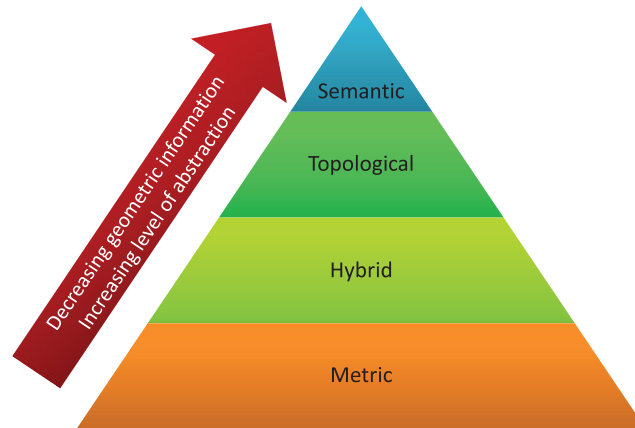 Semantic
Topological
Hybrid
Metric
Decreasing geometric information
Increasing level of abstraction